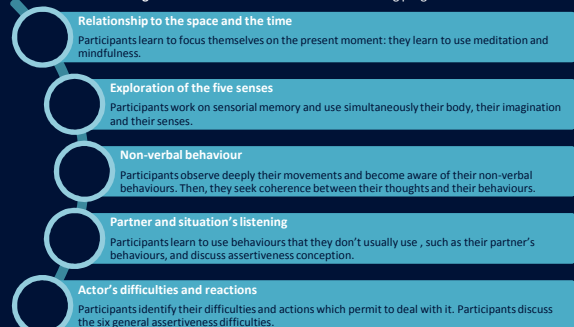 Relationship to the space and the time
Participants learn to focus themselves on the present moment: they learn to use meditation and
mindfulness.
Exploration of the five senses
Participants work on sensorial memory and use simultaneously their body, their imagination
and their senses.
Non-verbal behaviour
Participants observe deeply their movements and become aware of their non-verbal
behaviours. Then, they seek coherence between their thoughts and their behaviours.
Partner and situation's listening
Participants learn to use behaviours that they don't usually use , such as their partner's
behaviours, and discuss assertiveness conception.
Actor's difficulties and reactions
Participants identify their difficulties and actions which permit to deal with it. Participants discuss
the six general assertiveness difficulties.